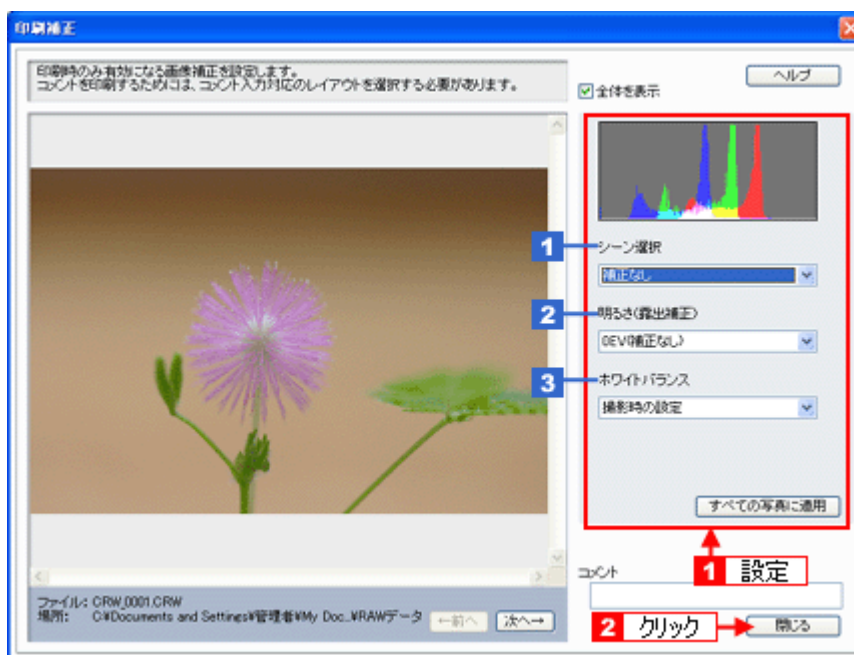 印刷補正
印刷時のみ有効になる画像補正を設定します。
コメントを印刷するためには、コメント入力対応のレイアウトを選択する必要があります。
全体を表示
ヘルプ
1 シーン選択
補正なし
2 明るさ(露出補正)
0EV(補正なし)
3 ホワイトバランス
撮影時の設定
すべての写真に適用
1 設定
コメント
2 クリック
閉じる
ファイル: CRW_0001.CRW
場所: C:¥Documents and Settings¥管理者¥My Doc...¥RAWデータ
←前へ
次へ→